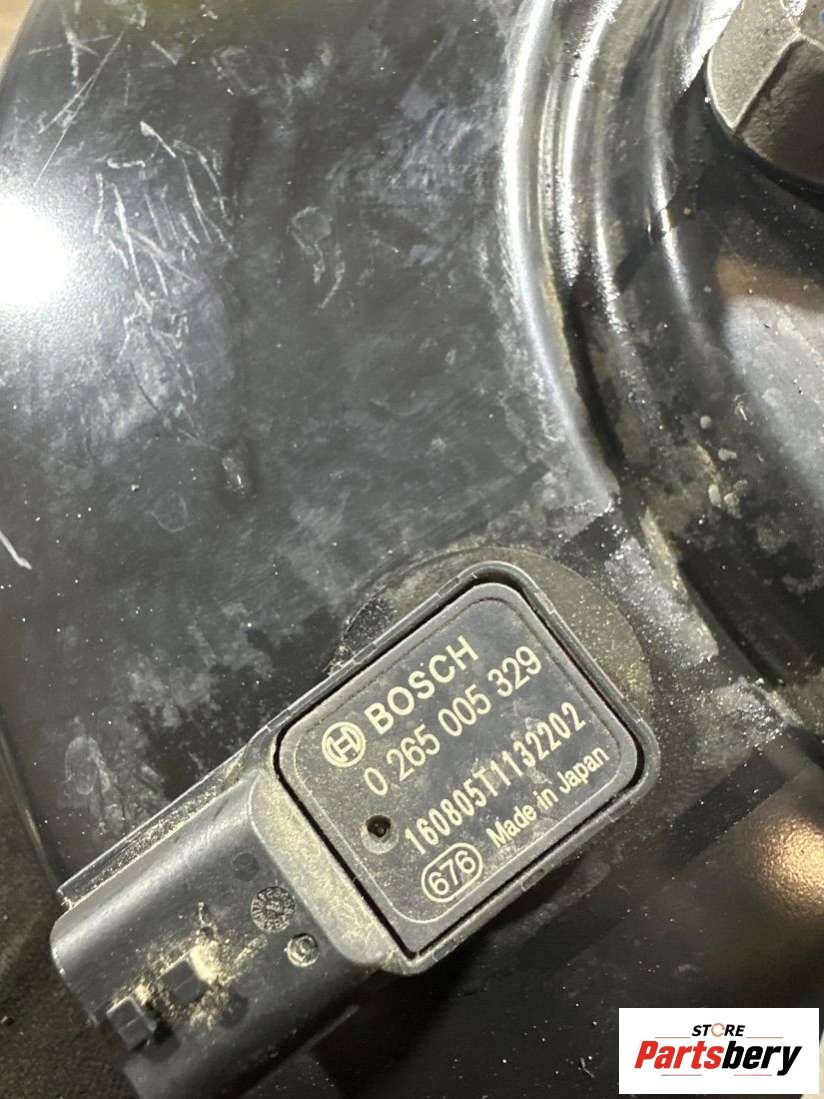 BOSCH
0 265 005 329
160805T1132202
676 Made in Japan
STORE
Partsbery